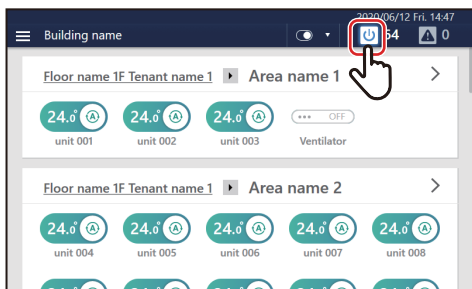 2020/06/12 Fri. 14:47
Building name 64 0
Floor name 1F Tenant name 1 Area name 1
24.0° A 24.0° A 24.0° A ••• OFF
unit 001 unit 002 unit 003 Ventilator
Floor name 1F Tenant name 1 Area name 2
24.0° A 24.0° A 24.0° A 24.0° A 24.0° A
unit 004 unit 005 unit 006 unit 007 unit 008